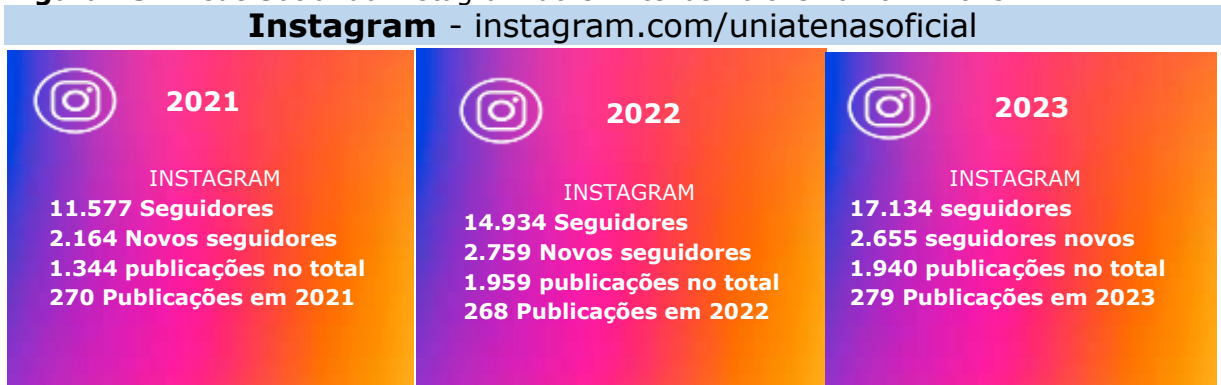 Instagram - instagram.com/uniatenasoficial
2021
INSTAGRAM
11.577 Seguidores
2.164 Novos seguidores
1.344 publicações no total
270 Publicações em 2021
2022
INSTAGRAM
14.934 Seguidores
2.759 Novos seguidores
1.959 publicações no total
268 Publicações em 2022
2023
INSTAGRAM
17.134 seguidores
2.655 seguidores novos
1.940 publicações no total
279 Publicações em 2023